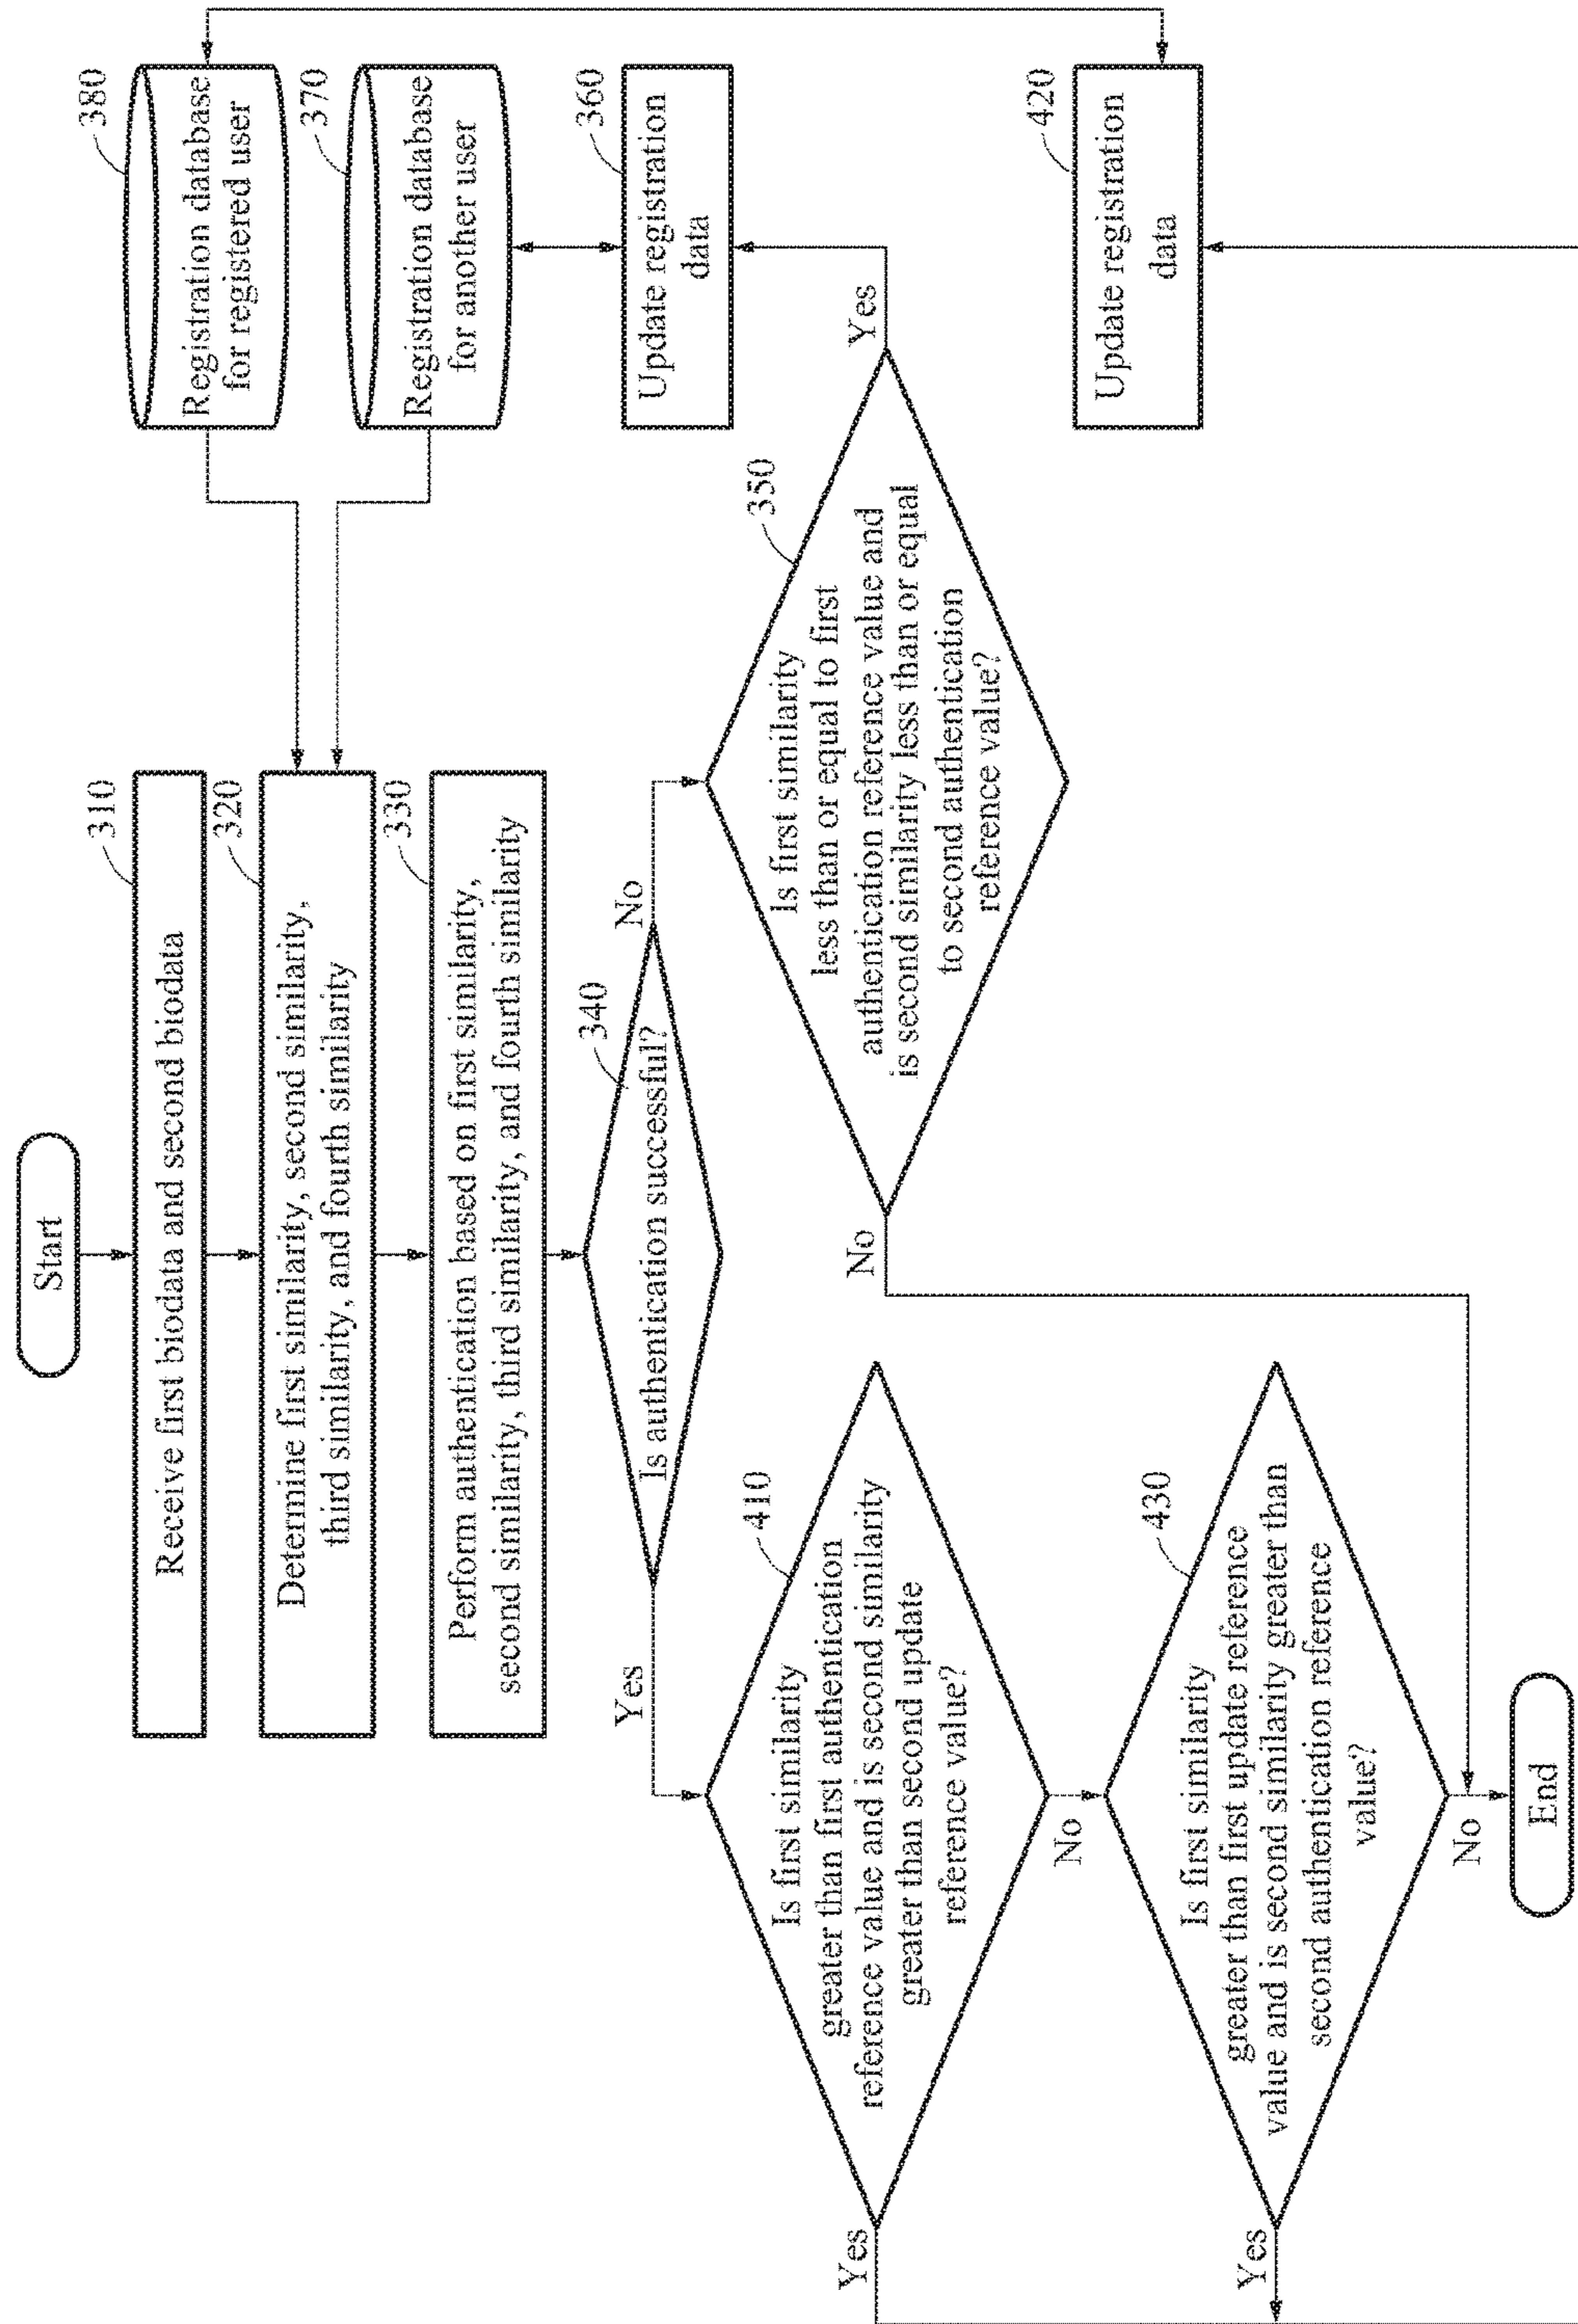 Start
310
Receive first biodata and second biodata
320
Determine first similarity, second similarity,
third similarity, and fourth similarity
330
Perform authentication based on first similarity,
second similarity, third similarity, and fourth similarity
340
Is authentication successful?
Yes
No
380
Registration database
for registered user
370
Registration database
for another user
360
Update registration
data
350
Is first similarity
less than or equal to first
authentication reference value and
is second similarity less than or equal
to second authentication
reference value?
Yes
No
410
Is first similarity
greater than first authentication
reference value and is second similarity
greater than second update
reference value?
Yes
No
420
Update registration
data
430
Is first similarity
greater than first update reference
value and is second similarity greater than
second authentication reference
value?
Yes
No
End